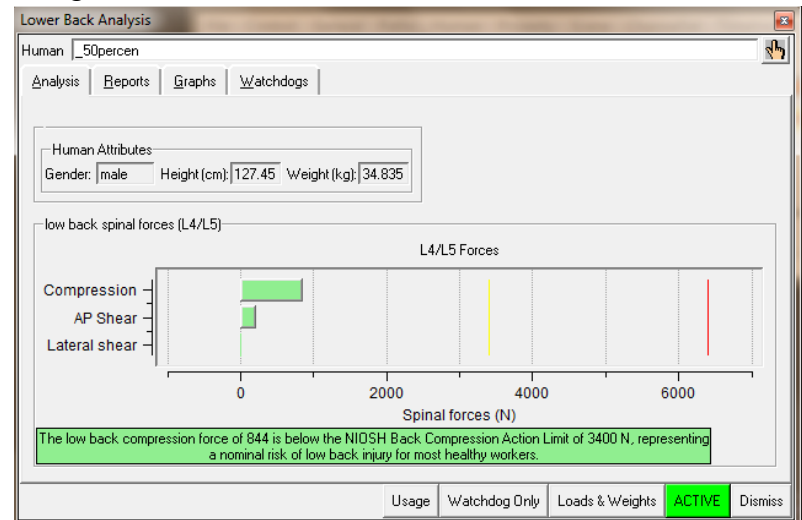 Lower Back Analysis
Human _50percen
Analysis Reports Graphs Watchdogs
Human Attributes
Gender: male Height (cm): 127.45 Weight (kg): 34.835
low back spinal forces (L4/L5)
L4/L5 Forces
Compression
AP Shear
Lateral shear
0 2000 4000 6000
Spinal forces (N)
The low back compression force of 844 is below the NIOSH Back Compression Action Limit of 3400 N, representing
a nominal risk of low back injury for most healthy workers.
Usage Watchdog Only Loads & Weights ACTIVE Dismiss